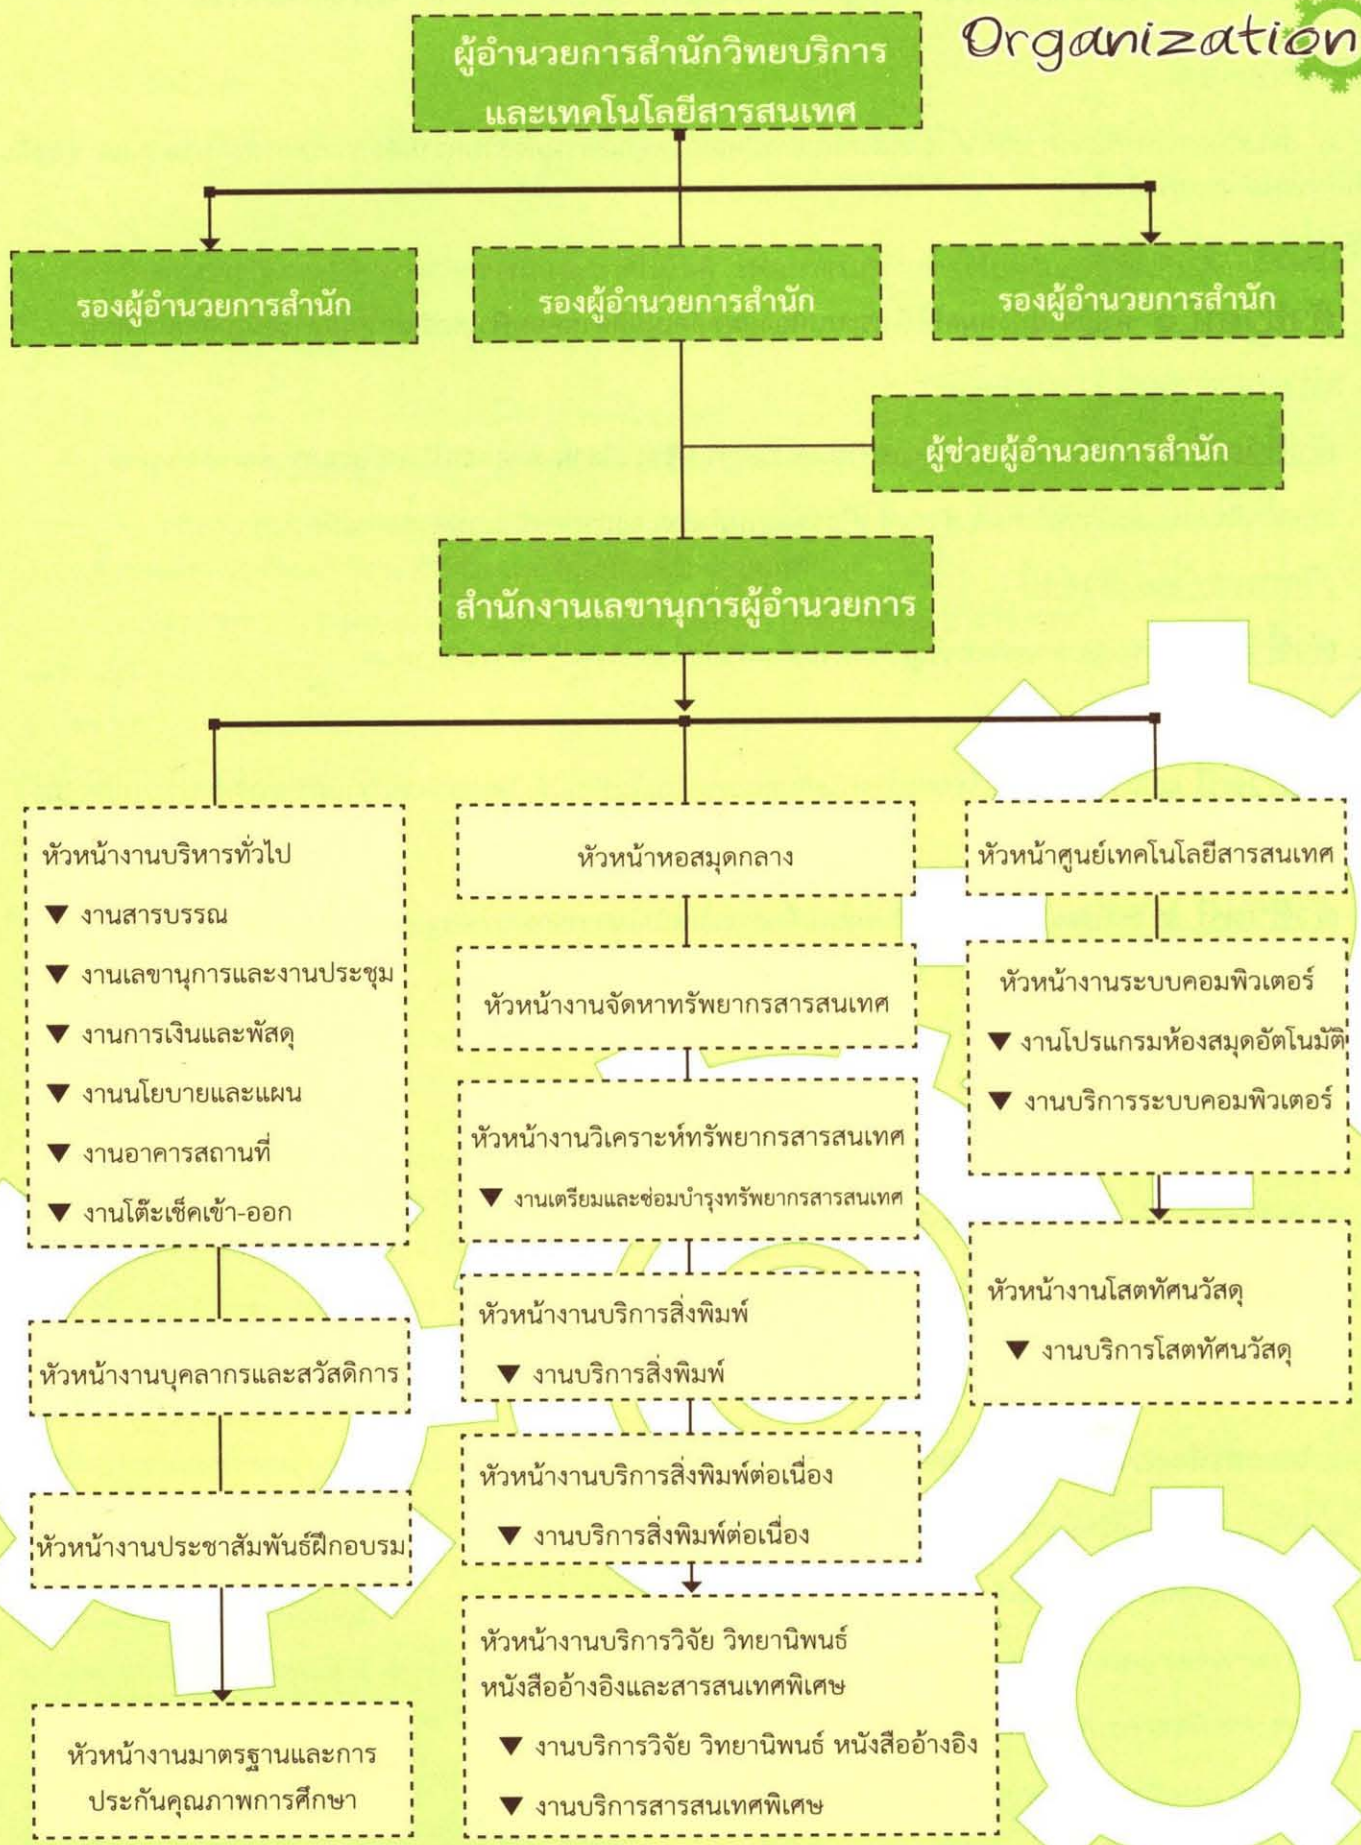 Organization
ผู้อำนวยการสำนักวิทยบริการ
และเทคโนโลยีสารสนเทศ
รองผู้อำนวยการสำนัก
รองผู้อำนวยการสำนัก
รองผู้อำนวยการสำนัก
ผู้ช่วยผู้อำนวยการสำนัก
สำนักงานเลขานุการผู้อำนวยการ
หัวหน้างานบริหารทั่วไป
▼ งานสารบรรณ
▼ งานเลขานุการและงานประชุม
▼ งานการเงินและพัสดุ
▼ งานนโยบายและแผน
▼ งานอาคารสถานที่
▼ งานโต๊ะเช็คเข้า-ออก
หัวหน้างานบุคลากรและสวัสดิการ
หัวหน้างานประชาสัมพันธ์ฝึกอบรม
หัวหน้างานมาตรฐานและการ
ประกันคุณภาพการศึกษา
หัวหน้าหอสมุดกลาง
หัวหน้างานจัดหาทรัพยากรสารสนเทศ
หัวหน้างานวิเคราะห์ทรัพยากรสารสนเทศ
▼ งานเตรียมและซ่อมบำรุงทรัพยากรสารสนเทศ
หัวหน้างานบริการสิ่งพิมพ์
▼ งานบริการสิ่งพิมพ์
หัวหน้างานบริการสิ่งพิมพ์ต่อเนื่อง
▼ งานบริการสิ่งพิมพ์ต่อเนื่อง
หัวหน้างานบริการวิจัย วิทยานิพนธ์
หนังสืออ้างอิงและสารสนเทศพิเศษ
▼ งานบริการวิจัย วิทยานิพนธ์ หนังสืออ้างอิง
▼ งานบริการสารสนเทศพิเศษ
หัวหน้าศูนย์เทคโนโลยีสารสนเทศ
หัวหน้างานระบบคอมพิวเตอร์
▼ งานโปรแกรมห้องสมุดอัตโนมัติ
▼ งานบริการระบบคอมพิวเตอร์
หัวหน้างานโสตทัศนวัสดุ
▼ งานบริการโสตทัศนวัสดุ